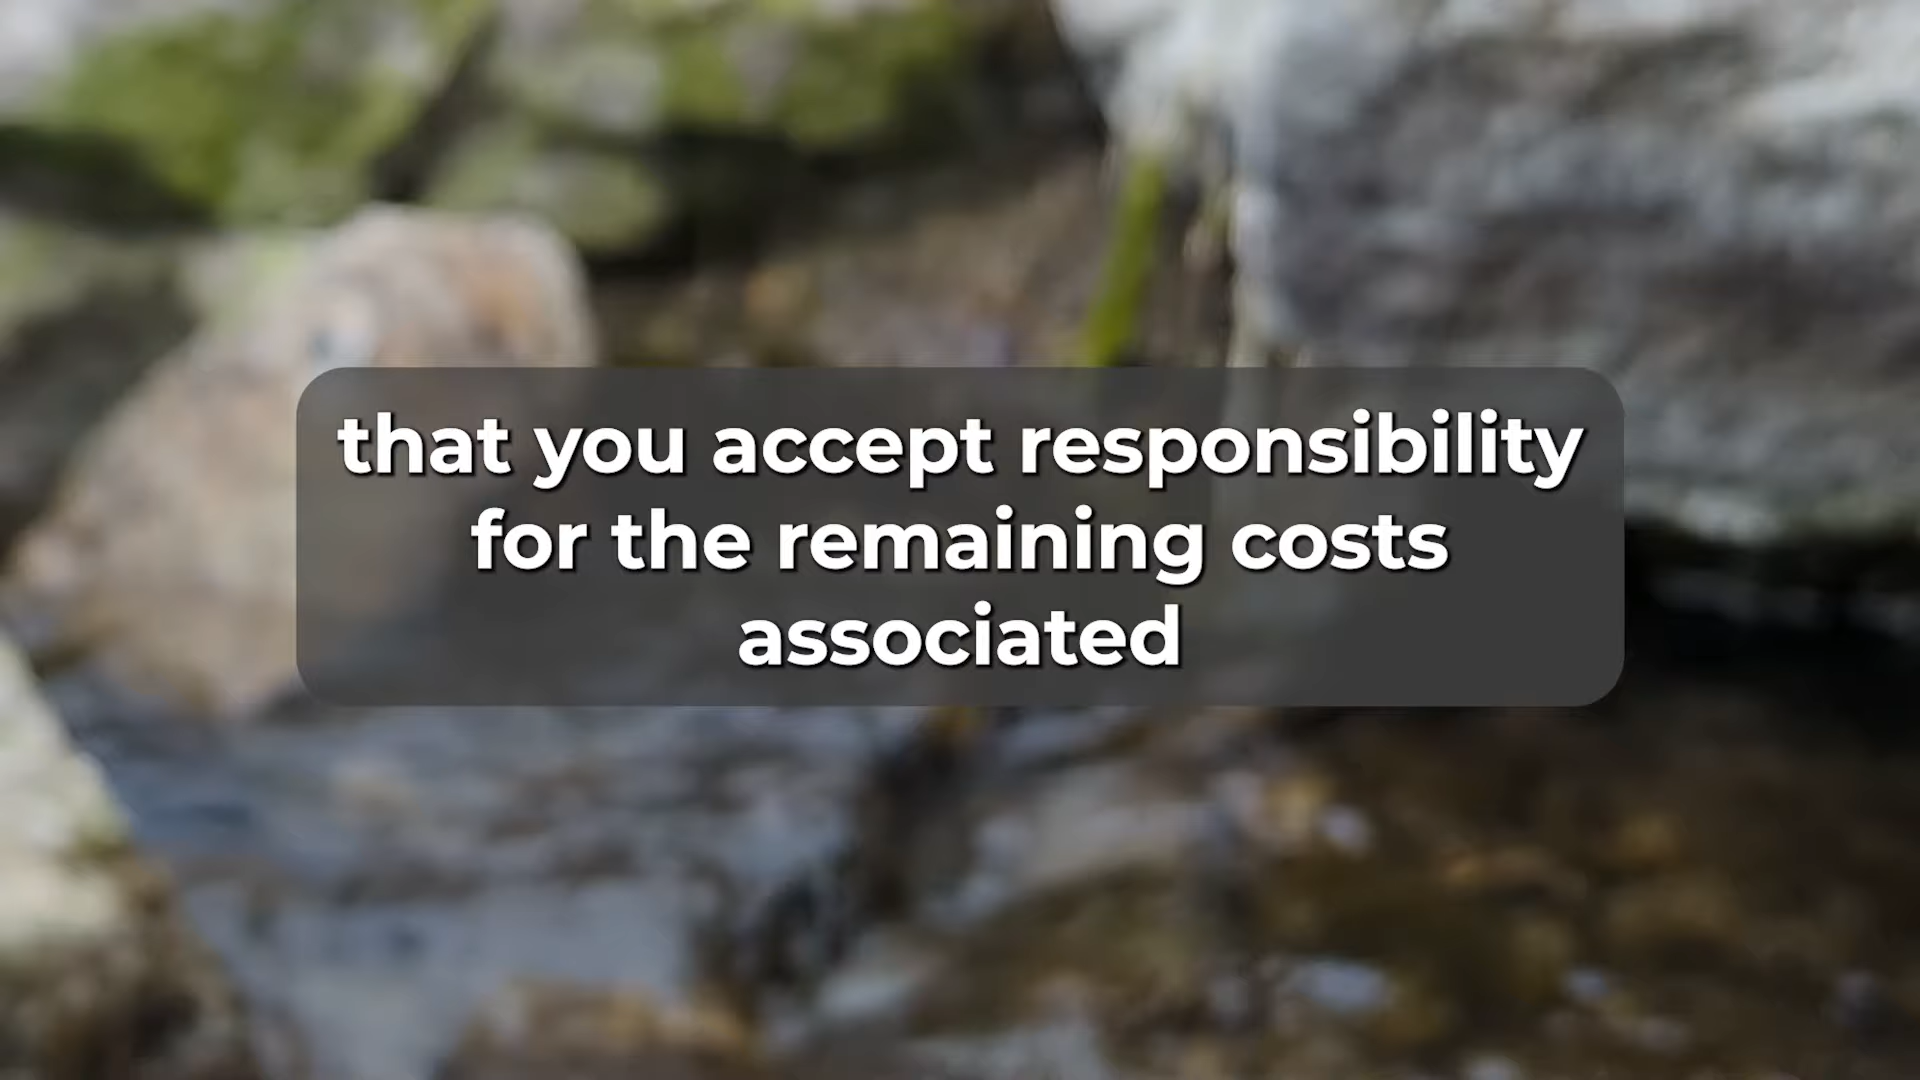 that you accept responsibility
for the remaining costs
associated